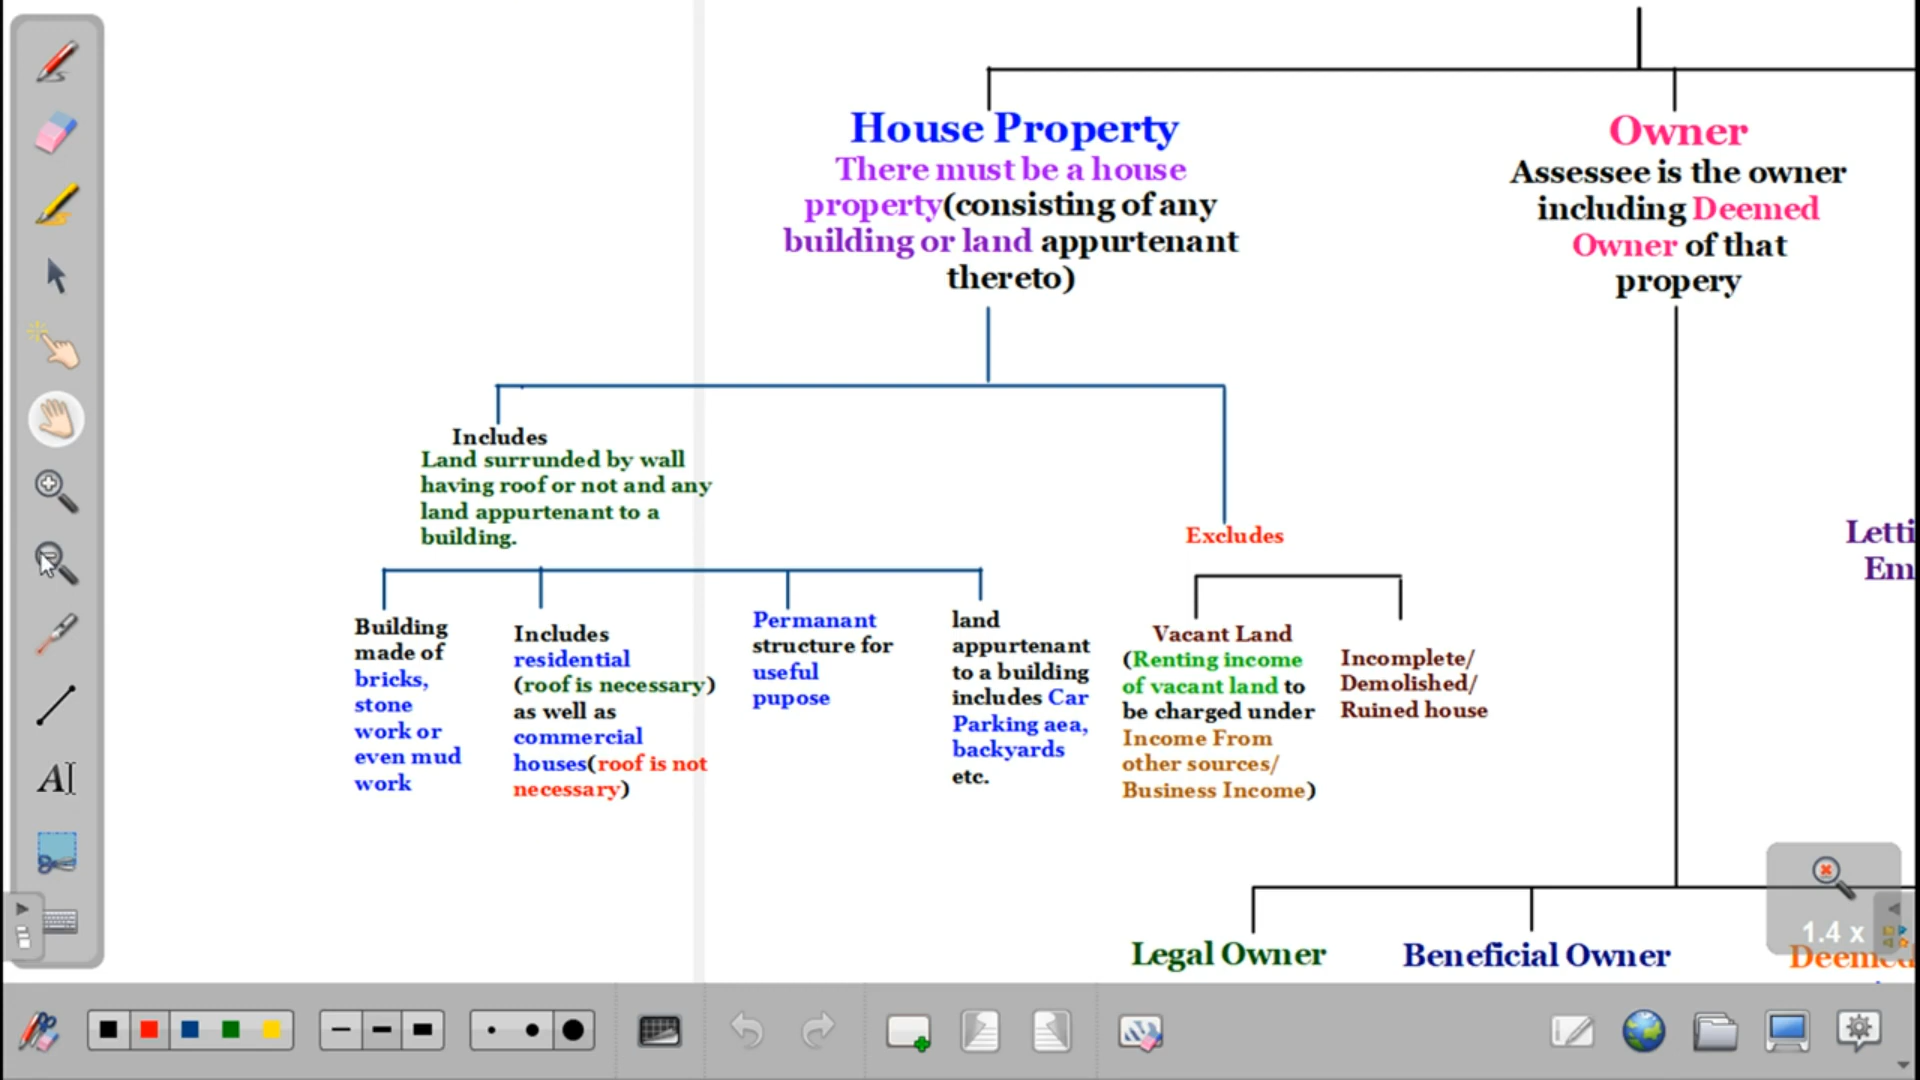 House Property
There must be a house
property(consisting of any
building or land appurtenant
thereto)
Owner
Assessee is the owner
including Deemed
Owner of that
propery
Includes
Land surrunded by wall
having roof or not and any
land appurtenant to a
building.
Excludes
Letti
Em
Building
made of
bricks,
stone
work or
even mud
work
Includes
residential
(roof is necessary)
as well as
commercial
houses(roof is not
necessary)
Permanant
structure for
useful
pupose
land
appurtenant
to a building
includes Car
Parking aea,
backyards
etc.
Vacant Land
(Renting income
of vacant land to
be charged under
Income From
other sources/
Business Income)
Incomplete/
Demolished/
Ruined house
Legal Owner
Beneficial Owner
Deemed
1.4 x